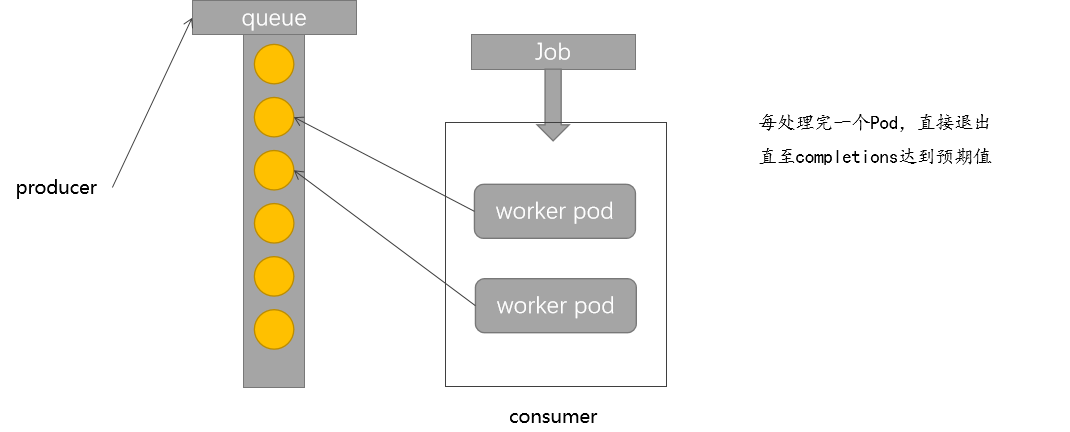 queue
Job
每处理完一个Pod，直接退出
直至completions达到预期值
producer
worker pod
worker pod
consumer